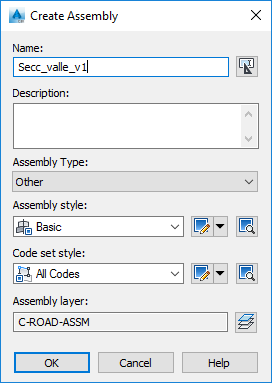 Create Assembly
Name:
Secc_valle_v1
Description:
Assembly Type:
Other
Assembly style:
Basic
Code set style:
All Codes
Assembly layer:
C-ROAD-ASSM
OK Cancel Help